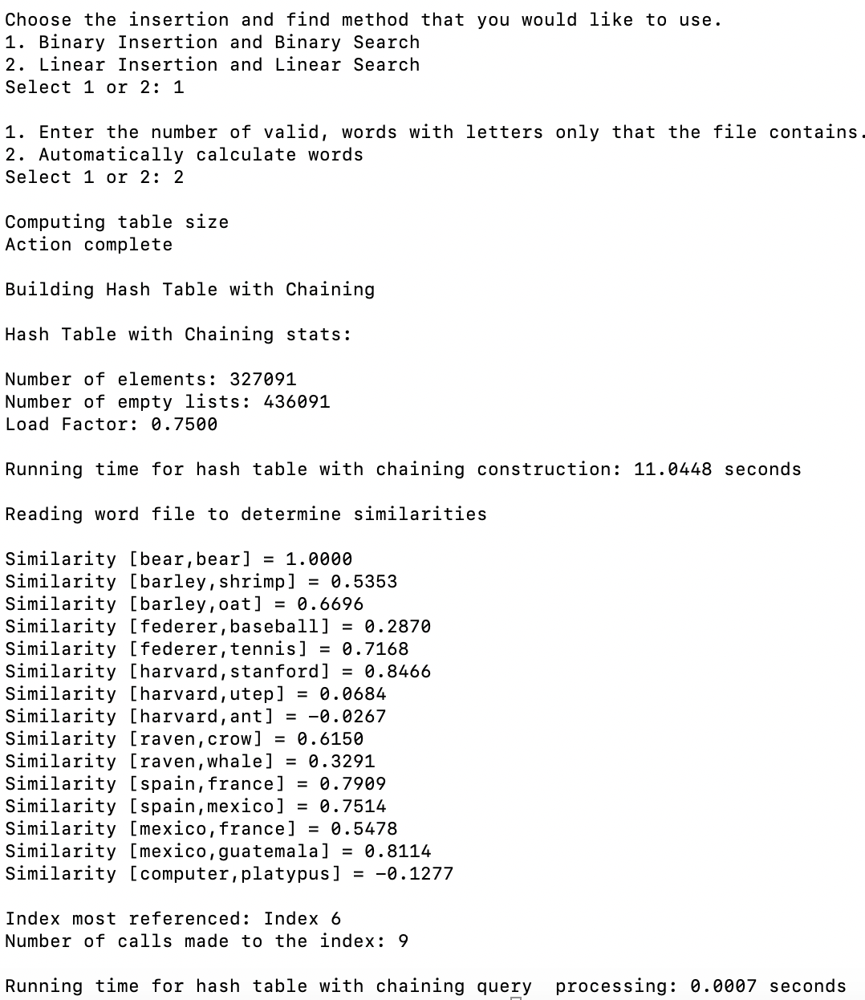 Choose the insertion and find method that you would like to use.
1. Binary Insertion and Binary Search
2. Linear Insertion and Linear Search
Select 1 or 2: 1
1. Enter the number of valid, words with letters only that the file contains.
2. Automatically calculate words
Select 1 or 2: 2
Computing table size
Action complete
Building Hash Table with Chaining
Hash Table with Chaining stats:
Number of elements: 327091
Number of empty lists: 436091
Load Factor: 0.7500
Running time for hash table with chaining construction: 11.0448 seconds
Reading word file to determine similarities
Similarity [bear,bear] = 1.0000
Similarity [barley,shrimp] = 0.5353
Similarity [barley,oat] = 0.6696
Similarity [federer,baseball] = 0.2870
Similarity [federer,tennis] = 0.7168
Similarity [harvard,stanford] = 0.8466
Similarity [harvard,utep] = 0.0684
Similarity [harvard,ant] = -0.0267
Similarity [raven,crow] = 0.6150
Similarity [raven,whale] = 0.3291
Similarity [spain,france] = 0.7909
Similarity [spain,mexico] = 0.7514
Similarity [mexico,france] = 0.5478
Similarity [mexico,guatemala] = 0.8114
Similarity [computer,platypus] = -0.1277
Index most referenced: Index 6
Number of calls made to the index: 9
Running time for hash table with chaining query  processing: 0.0007 seconds